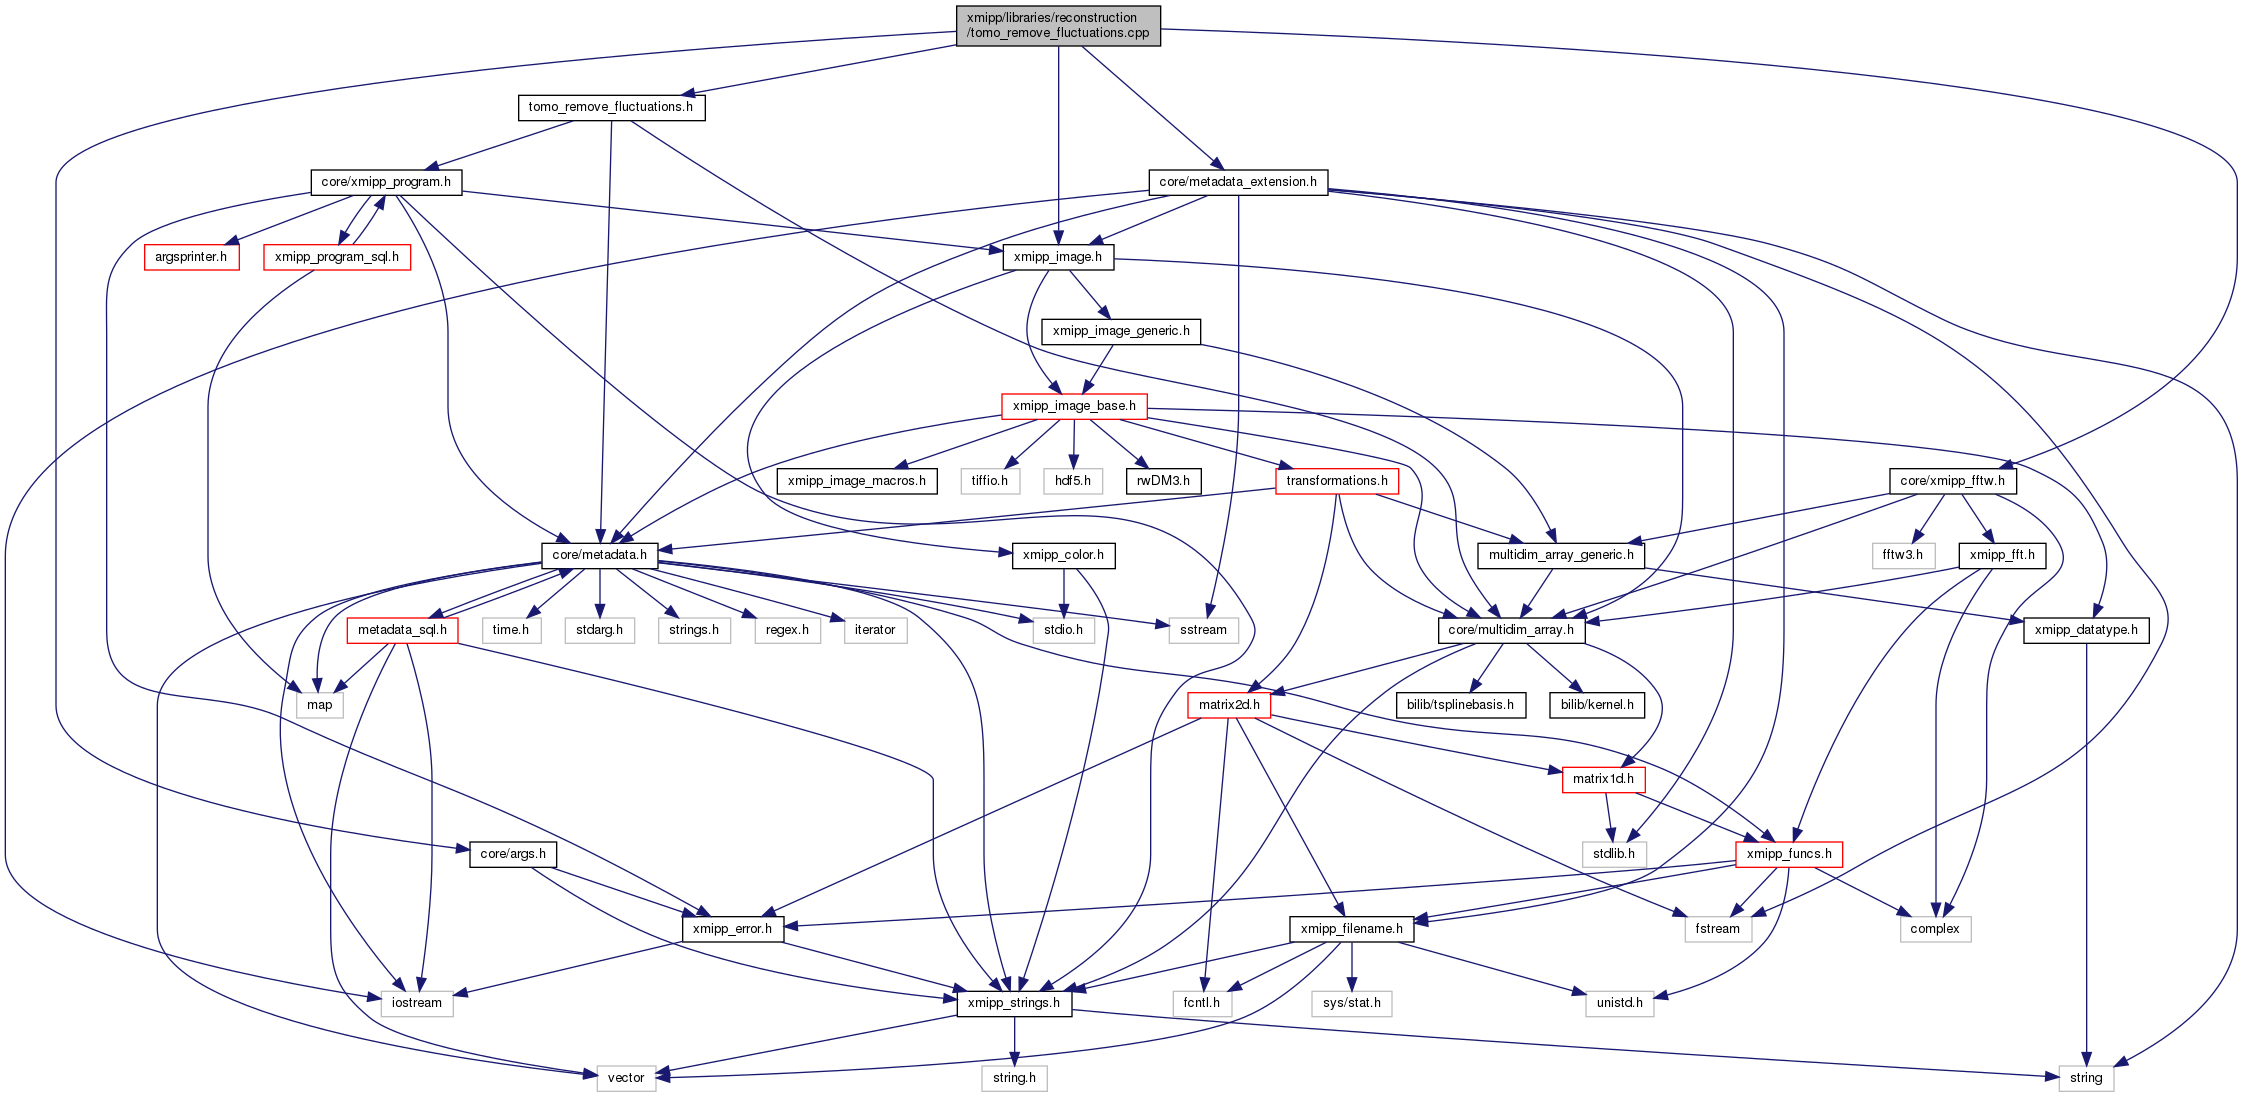 xmipp/libraries/reconstruction
/tomo_remove_fluctuations.cpp
tomo_remove_fluctuations.h
core/xmipp_program.h
core/metadata_extension.h
argsprinter.h
xmipp_program_sql.h
xmipp_image.h
xmipp_image_generic.h
xmipp_image_base.h
xmipp_image_macros.h
tiffio.h
hdf5.h
rwDM3.h
transformations.h
core/xmipp_fftw.h
core/metadata.h
xmipp_color.h
multidim_array_generic.h
fftw3.h
xmipp_fft.h
metadata_sql.h
time.h
stdarg.h
strings.h
regex.h
iterator
stdio.h
sstream
core/multidim_array.h
xmipp_datatype.h
map
matrix2d.h
bilib/tsplinebasis.h
bilib/kernel.h
matrix1d.h
core/args.h
stdlib.h
xmipp_funcs.h
xmipp_error.h
xmipp_filename.h
fstream
complex
iostream
xmipp_strings.h
fcntl.h
sys/stat.h
unistd.h
vector
string.h
string